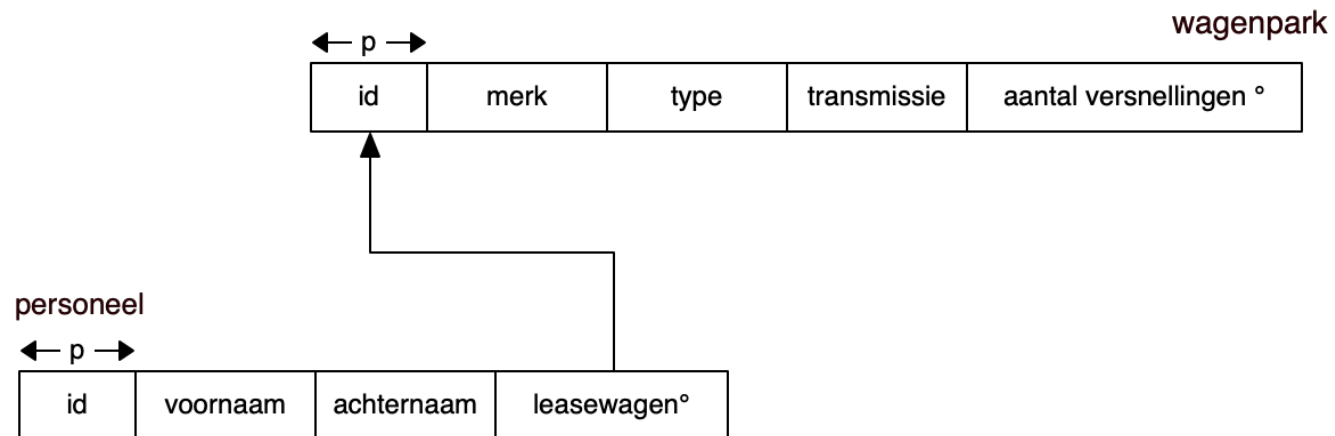 wagenpark
p
id merk type transmissie aantal versnellingen °
personeel
p
id voornaam achternaam leasewagen°